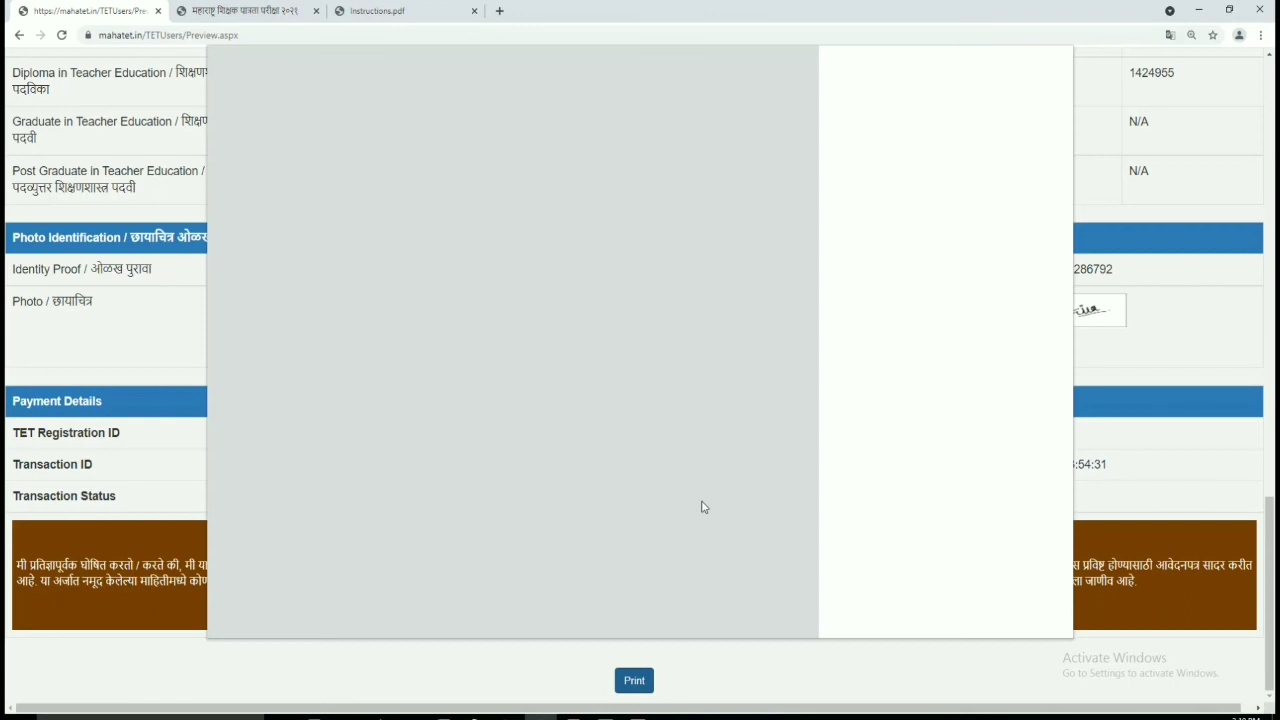 https://mahatet.in/TETUsers/Pre
महाराष्ट्र शिक्षक पात्रता परीक्षा २०२१
Instructions.pdf
mahatet.in/TETUsers/Preview.aspx
Diploma in Teacher Education /
पदविका
1424955
Graduate in Teacher Education /
पदवी
N/A
Post Graduate in Teacher Education /
पदव्युत्तर शिक्षणशास्त्र पदवी
N/A
Photo Identification / छायाचित्र
Identity Proof / ओळख पुरावा
286792
Photo / छायाचित्र
Payment Details
TET Registration ID
Transaction ID
:54:31
Transaction Status
मी प्रतिज्ञापूर्वक घोषित करतो / करते की, मी
प्रविष्ट होण्यासाठी आवेदनपत्र सादर करीत
आहे. या अर्जात नमूद केलेल्या माहितीमध्ये
जाणीव आहे.
Print
Activate Windows
Go to Settings to activate Windows.